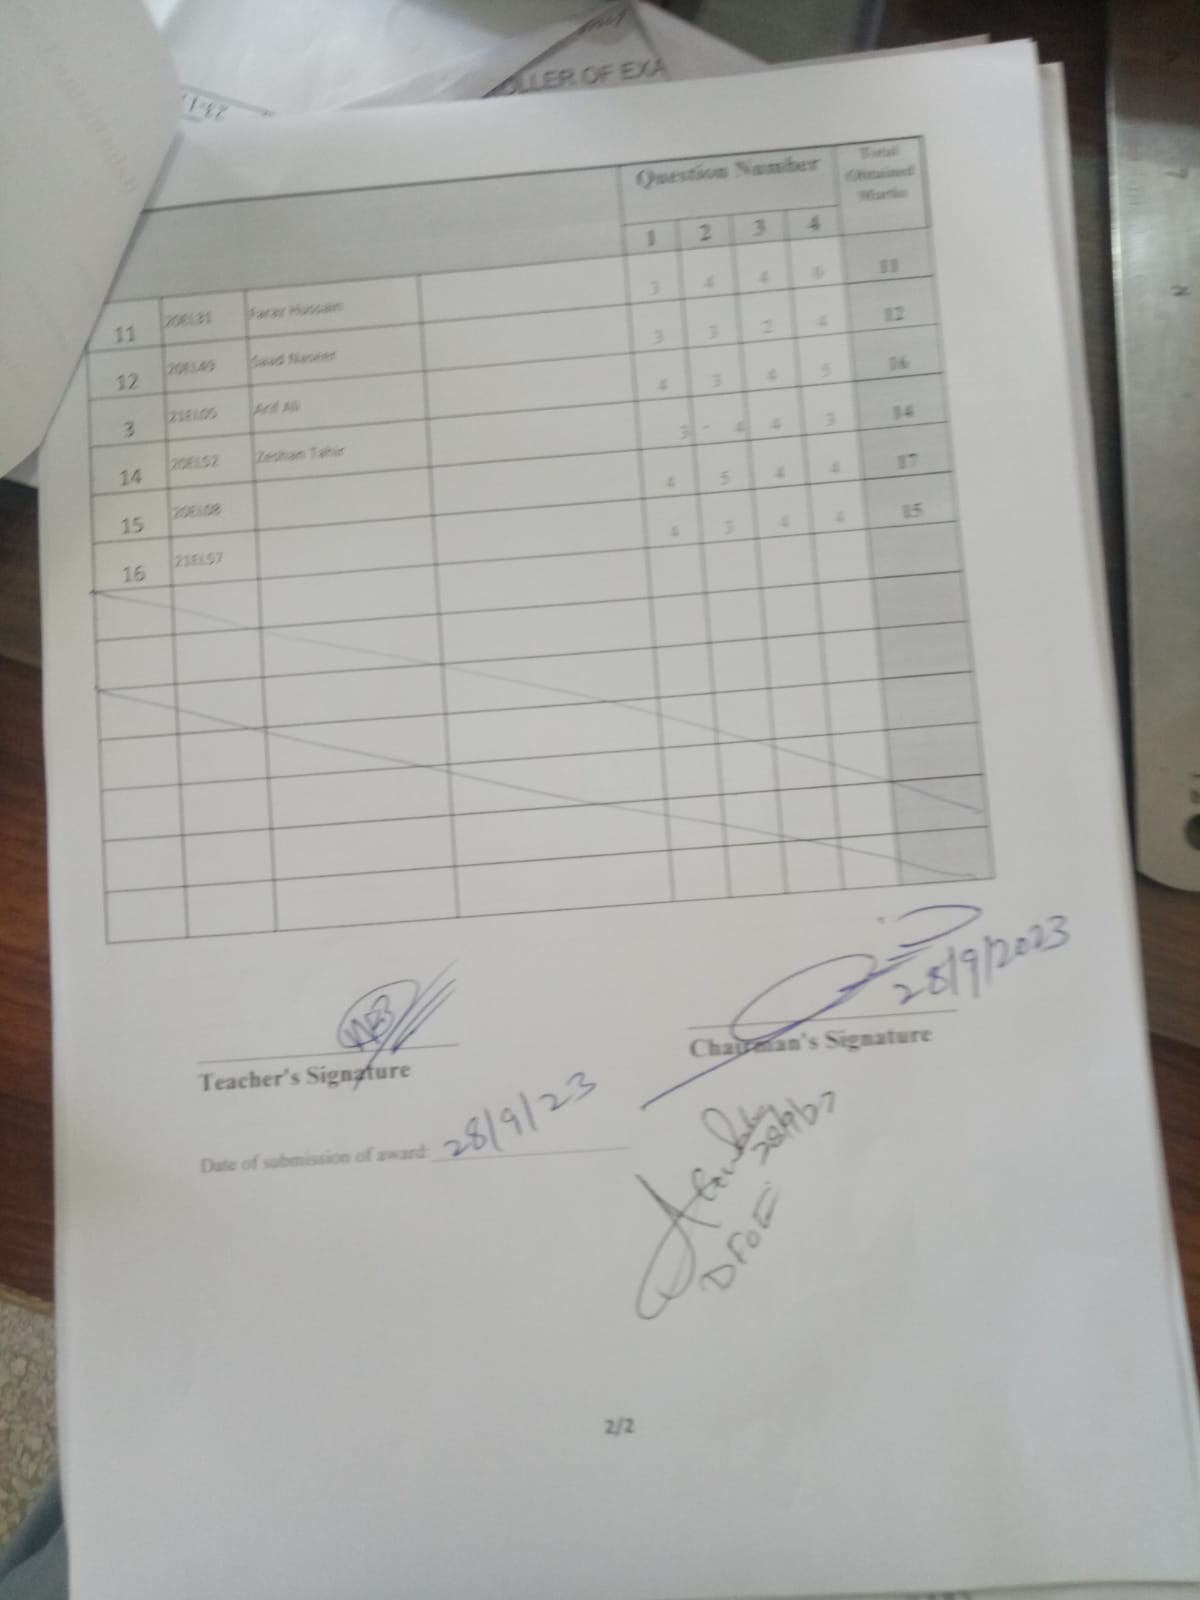 OLLER OF EXA
23-1
Question Number
Total
Obtained
Marks
1 2 3 4
11 20EL31 Faraz Hussain 3 4 4 0 11
12 20EL49 Saad Naseer 3 3 2 4 12
3 21EL05 Arif Ali 4 3 4 5 16
14 20EL52 Zeshan Tahir 3 - 4 4 3 14
15 20EL08 4 5 4 4 17
16 21EL57 4 3 4 4 15
28/9/2023
Teacher's Signature
Chairman's Signature
Date of submission of award: 28/9/23
DFOE
2/2